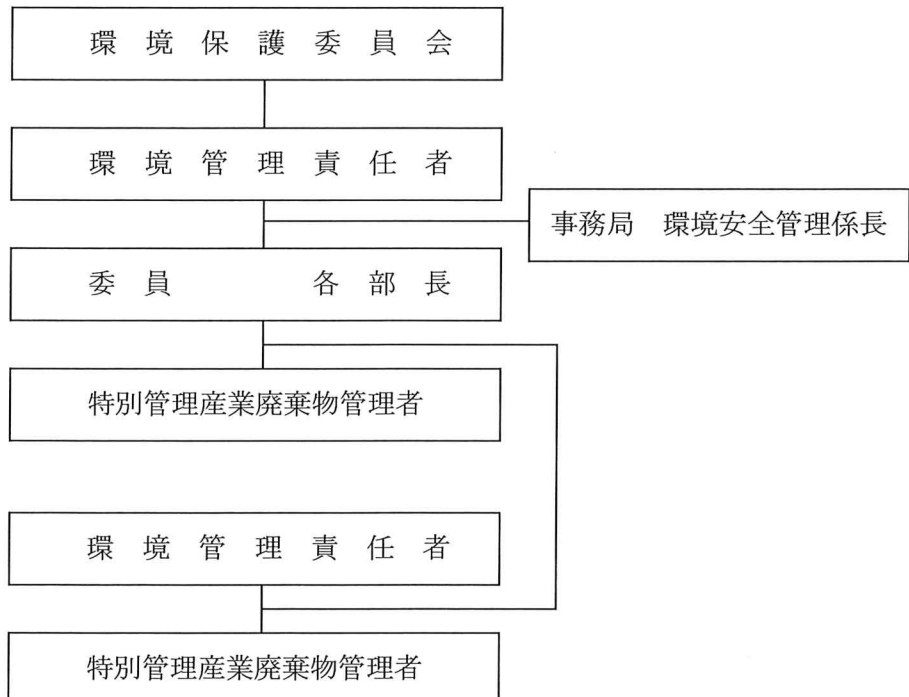 環境保護委員会
環境管理責任者
事務局　環境安全管理係長
委員　各部長
特別管理産業廃棄物管理者
環境管理責任者
特別管理産業廃棄物管理者